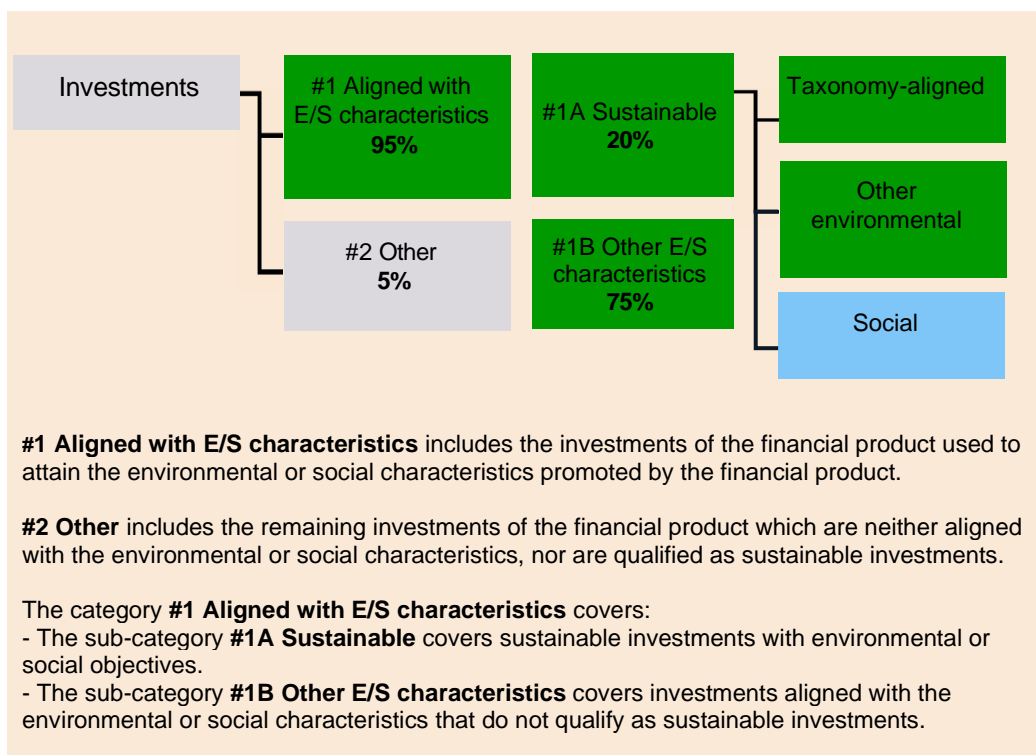 Investments
#1 Aligned with
E/S characteristics
95%
#2 Other
5%
#1A Sustainable
20%
#1B Other E/S
characteristics
75%
Taxonomy-aligned
Other
environmental
Social
#1 Aligned with E/S characteristics includes the investments of the financial product used to
attain the environmental or social characteristics promoted by the financial product.
#2 Other includes the remaining investments of the financial product which are neither aligned
with the environmental or social characteristics, nor are qualified as sustainable investments.
The category #1 Aligned with E/S characteristics covers:
- The sub-category #1A Sustainable covers sustainable investments with environmental or
social objectives.
- The sub-category #1B Other E/S characteristics covers investments aligned with the
environmental or social characteristics that do not qualify as sustainable investments.